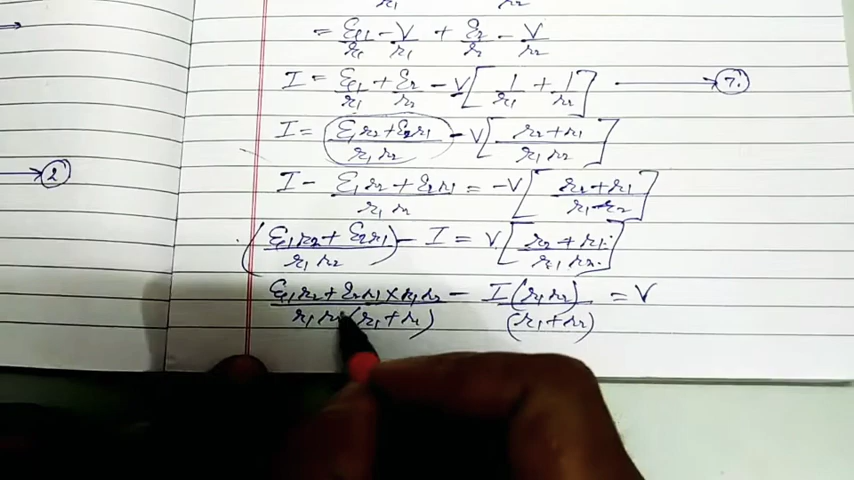 r₁ r₂
= ε₁/r₁ - V/r₁ + ε₂/r₂ - V/r₂
I = ε₁/r₁ + ε₂/r₂ - V[1/r₁ + 1/r₂] → 7.
I = (ε₁r₂+ε₂r₁)/(r₁r₂) - V[(r₂+r₁)/(r₁r₂)]
→ 2
I - (ε₁r₂ + ε₂r₁)/(r₁r₂) = -V[(r₂+r₁)/(r₁r₂)]
((ε₁r₂ + ε₂r₁)/(r₁r₂)) - I = V[(r₂+r₁)/(r₁r₂)]
(ε₁r₂+ε₂r₁×r₁r₂)/(r₁r₂(r₁+r₂)) - I(r₁r₂)/(r₁+r₂) = V